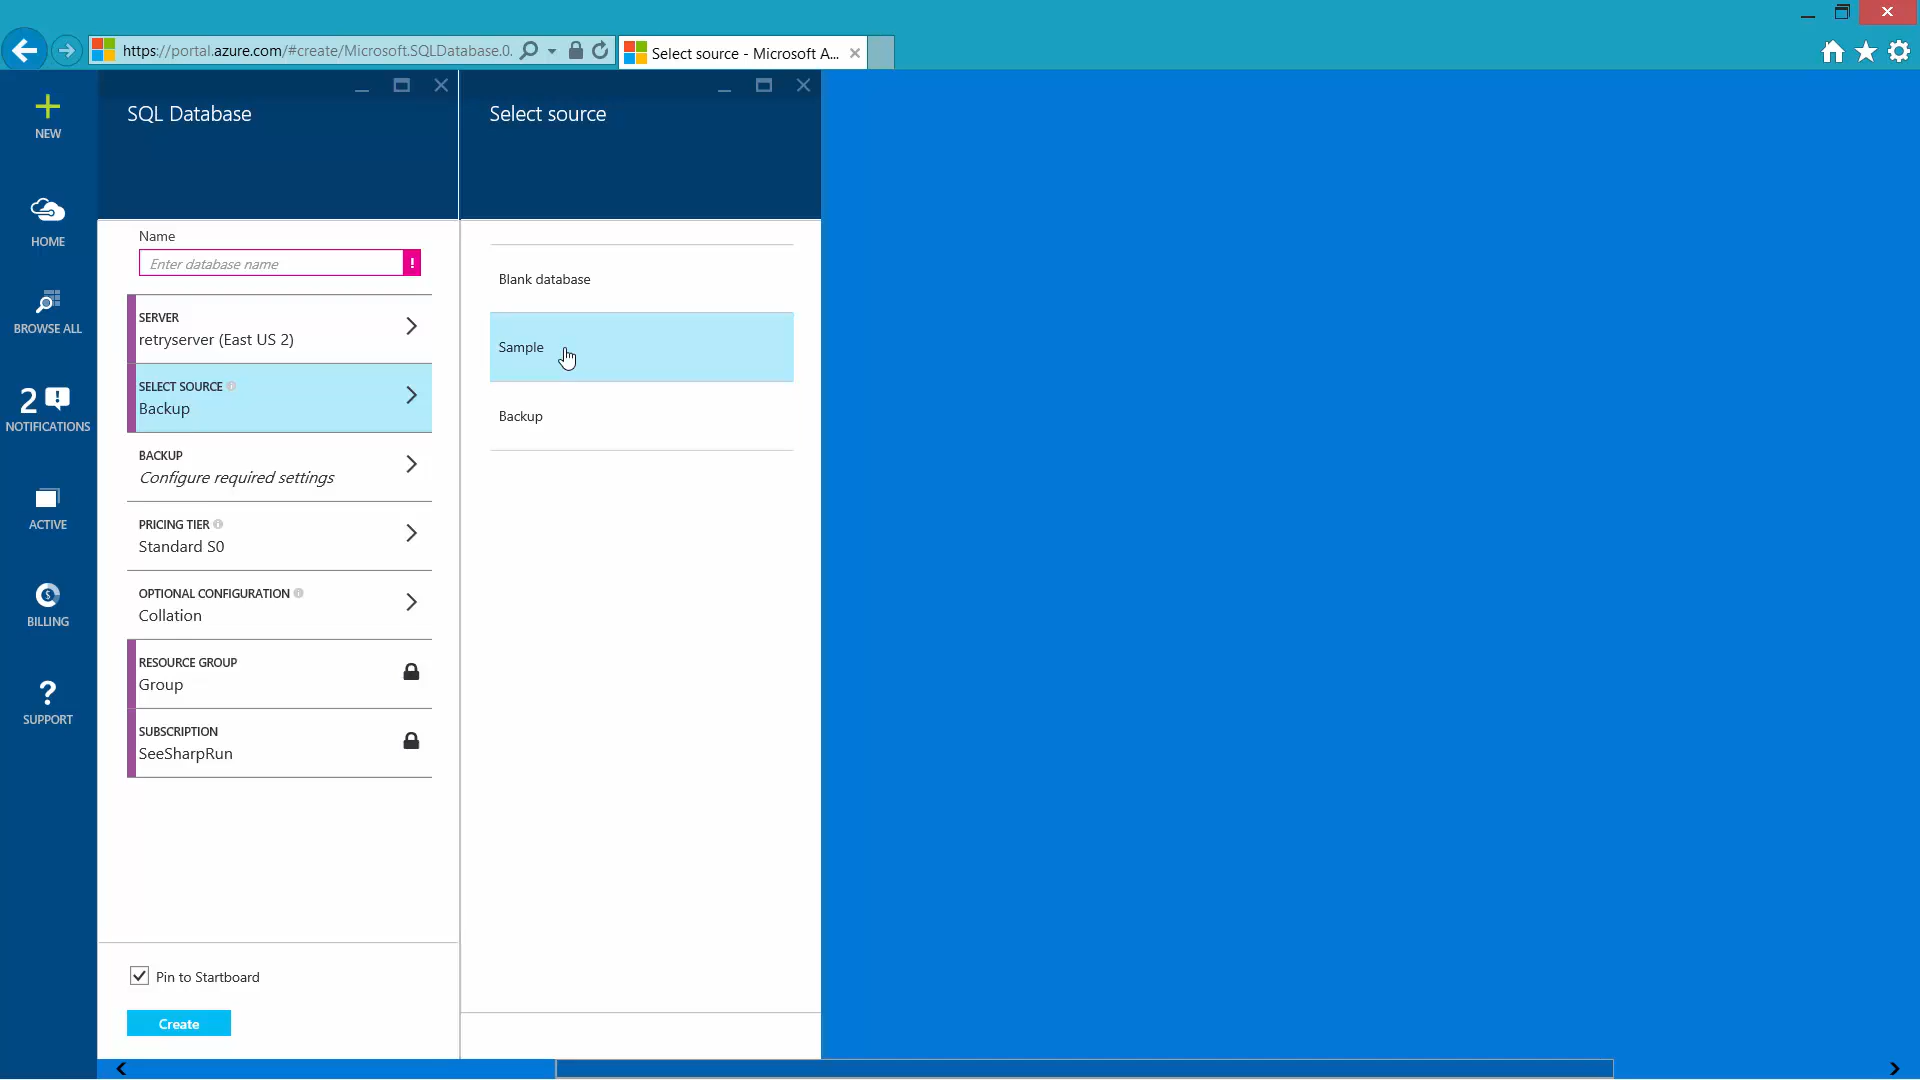 https://portal.azure.com/#create/Microsoft.SQLDatabase.0.
Select source - Microsoft A...
NEW
HOME
BROWSE ALL
2
NOTIFICATIONS
ACTIVE
BILLING
SUPPORT
SQL Database
Name
Enter database name
!
SERVER
retryserver (East US 2)
SELECT SOURCE
Backup
BACKUP
Configure required settings
PRICING TIER
Standard S0
OPTIONAL CONFIGURATION
Collation
RESOURCE GROUP
Group
SUBSCRIPTION
SeeSharpRun
Pin to Startboard
Create
Select source
Blank database
Sample
Backup